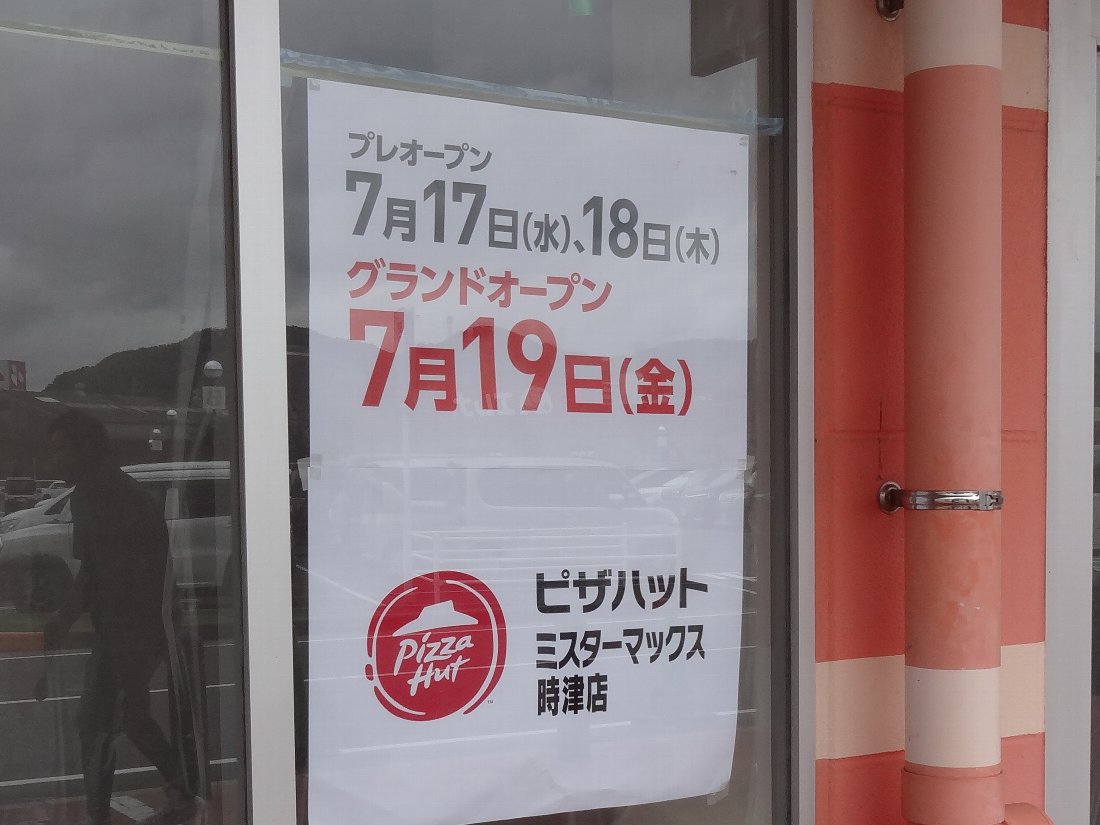 プレオープン
7月17日(水)、18日(木)
グランドオープン
7月19日(金)
Pizza
Hut
ピザハット
ミスターマックス
時津店